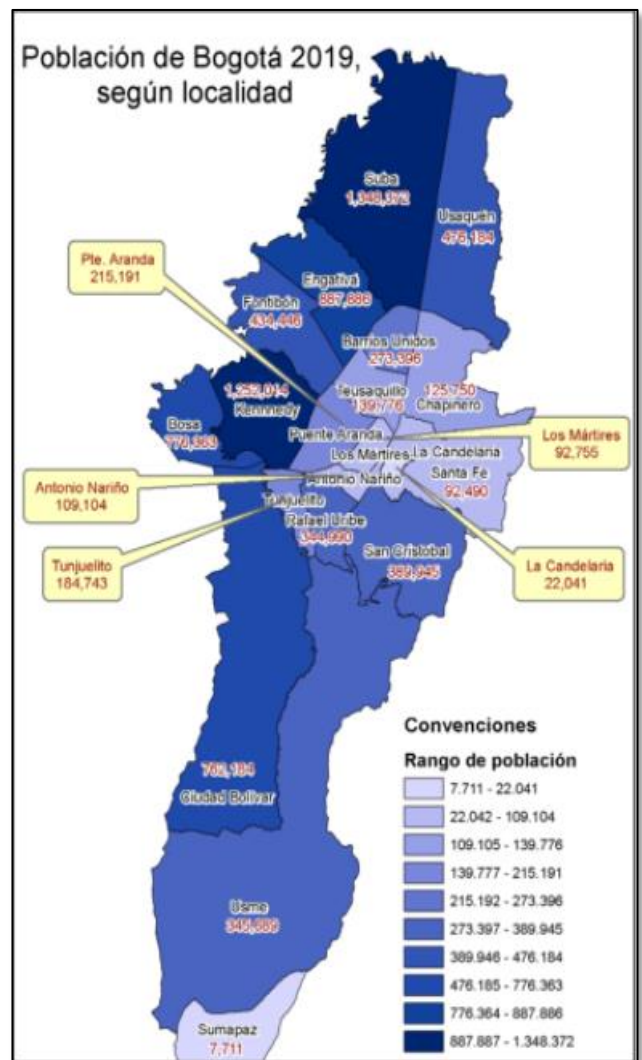 Población de Bogotá 2019,
según localidad
Suba
1,348,372
Usaquén
476,184
Pte. Aranda
215,191
Engativá
887,886
Fontibón
434,446
Barrios Unidos
273,396
1,252,014
Kennnedy
Teusaquillo
139,776
125,750
Chapinero
Bosa
776,363
Puente Aranda
Los Mártires
La Candelaria
Los Mártires
92,755
Antonio Nariño
109,104
Antonio Nariño
Santa Fé
92,490
Tunjuelito
Rafael Uribe
344,990
San Cristobal
389,945
Tunjuelito
184,743
La Candelaria
22,041
762,184
Ciudad Bolívar
Usme
Sumapaz
7,711
Convenciones
Rango de población
7.711 - 22.041
22.042 - 109.104
109.105 - 139.776
139.777 - 215.191
215.192 - 273.396
273.397 - 389.945
389.946 - 476.184
476.185 - 776.363
776.364 - 887.886
887.887 - 1.348.372